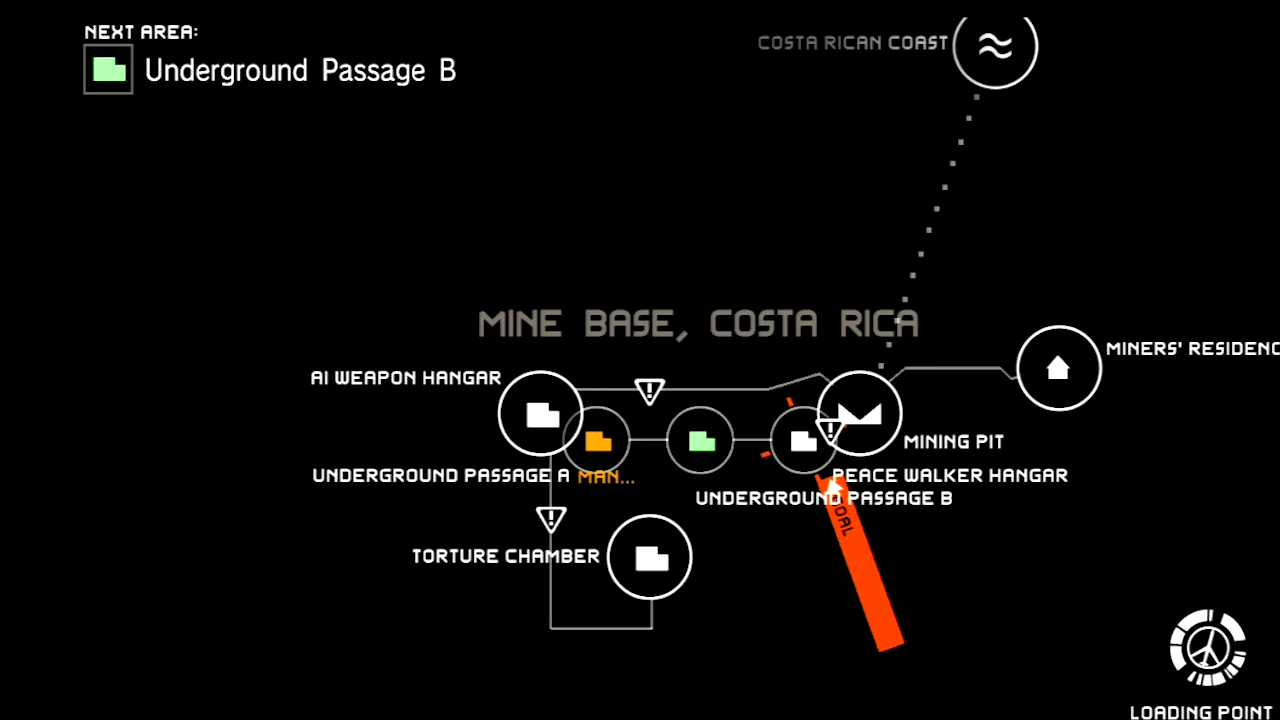 NEXT AREA:
Underground Passage B
COSTA RICAN COAST
MINE BASE, COSTA RICA
MINERS' RESIDENC
AI WEAPON HANGAR
MINING PIT
UNDERGROUND PASSAGE A MAN...
PEACE WALKER HANGAR
UNDERGROUND PASSAGE B
GOAL
TORTURE CHAMBER
LOADING POINT